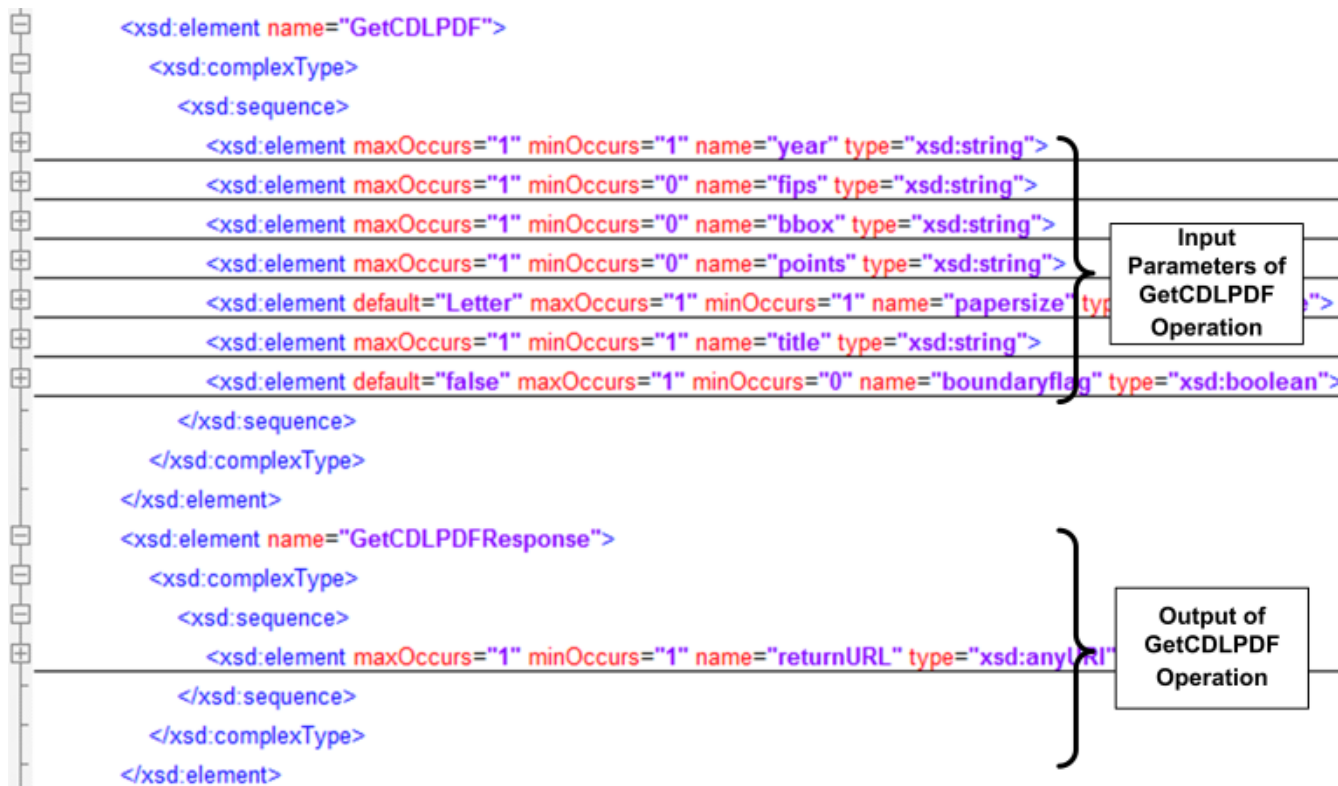 <xsd:element name="GetCDLPDF">
<xsd:complexType>
<xsd:sequence>
<xsd:element maxOccurs="1" minOccurs="1" name="year" type="xsd:string">
<xsd:element maxOccurs="1" minOccurs="0" name="fips" type="xsd:string">
<xsd:element maxOccurs="1" minOccurs="0" name="bbox" type="xsd:string">
<xsd:element maxOccurs="1" minOccurs="0" name="points" type="xsd:string">
<xsd:element default="Letter" maxOccurs="1" minOccurs="1" name="papersize" typ e">
<xsd:element maxOccurs="1" minOccurs="1" name="title" type="xsd:string">
<xsd:element default="false" maxOccurs="1" minOccurs="0" name="boundaryflag" type="xsd:boolean">
Input
Parameters of
GetCDLPDF
Operation
</xsd:sequence>
</xsd:complexType>
</xsd:element>
<xsd:element name="GetCDLPDFResponse">
<xsd:complexType>
<xsd:sequence>
<xsd:element maxOccurs="1" minOccurs="1" name="returnURL" type="xsd:anyURI"
Output of
GetCDLPDF
Operation
</xsd:sequence>
</xsd:complexType>
</xsd:element>